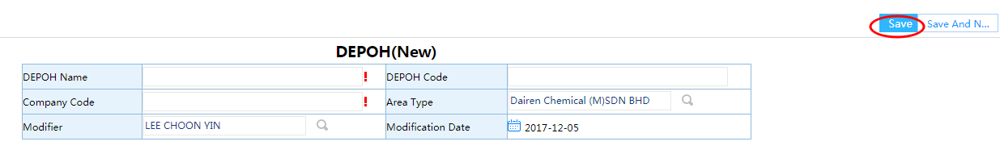 Save Save And N...
DEPOH(New)
DEPOH Name ! DEPOH Code
Company Code ! Area Type Dairen Chemical (M)SDN BHD
Modifier LEE CHOON YIN Modification Date 2017-12-05